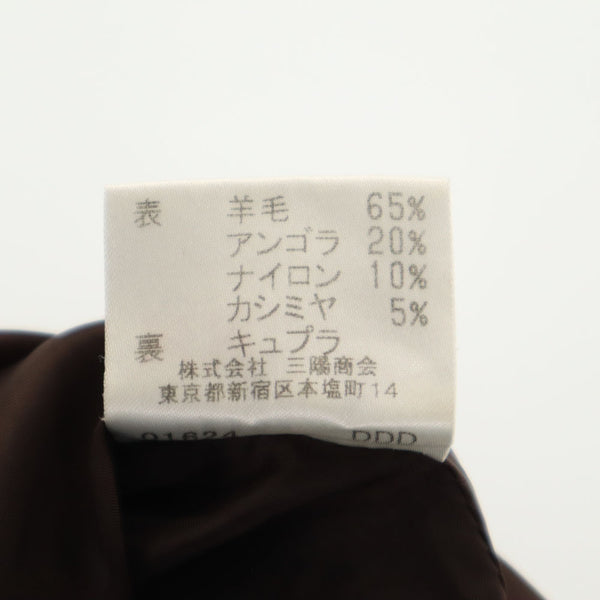 表 羊毛 65%
アンゴラ 20%
ナイロン 10%
カシミヤ 5%
裏 キュプラ
株式会社 三陽商会
東京都新宿区本塩町14
01624 DDD